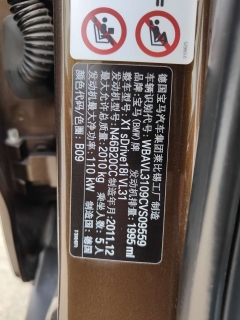 德国宝马汽车集团莱比锡工厂制造
车辆识别代号:WBAVL3109CVS09559
品牌:宝马(BMW)牌
整车型号:X1 sDrive18i VL31
发动机型号:N46B20CC 发动机排量:1995 ml
最大允许总质量:2010 kg 制造年月:2011.12
发动机最大净功率:110 kW 乘坐人数:5人
颜色代码/色圈:B09 制造国:德国